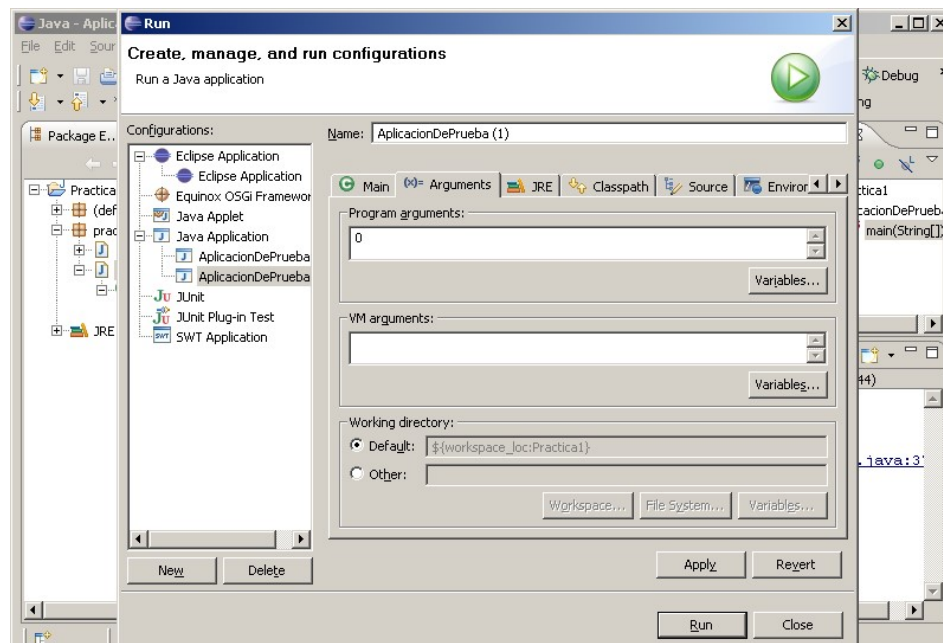 Java - Aplic
Run
File Edit Sour
Create, manage, and run configurations
Run a Java application
Debug
ng
Package E..
Configurations:
Name: AplicacionDePrueba (1)
Eclipse Application
Eclipse Application
Equinox OSGi Framewor
Java Applet
Java Application
AplicacionDePrueba
AplicacionDePrueba
JUnit
JUnit Plug-in Test
SWT Application
Main (x)= Arguments JRE Classpath Source Enviror
Program arguments:
0
Variables...
VM arguments:
Variables...
Working directory:
Default: ${workspace_loc:Practica1}
Other:
Workspace... File System... Variables...
New Delete
Apply Revert
Run Close
Practica
(def
prac
JRE
ctica1
cacionDePrueb
main(String[])
44)
.java:3